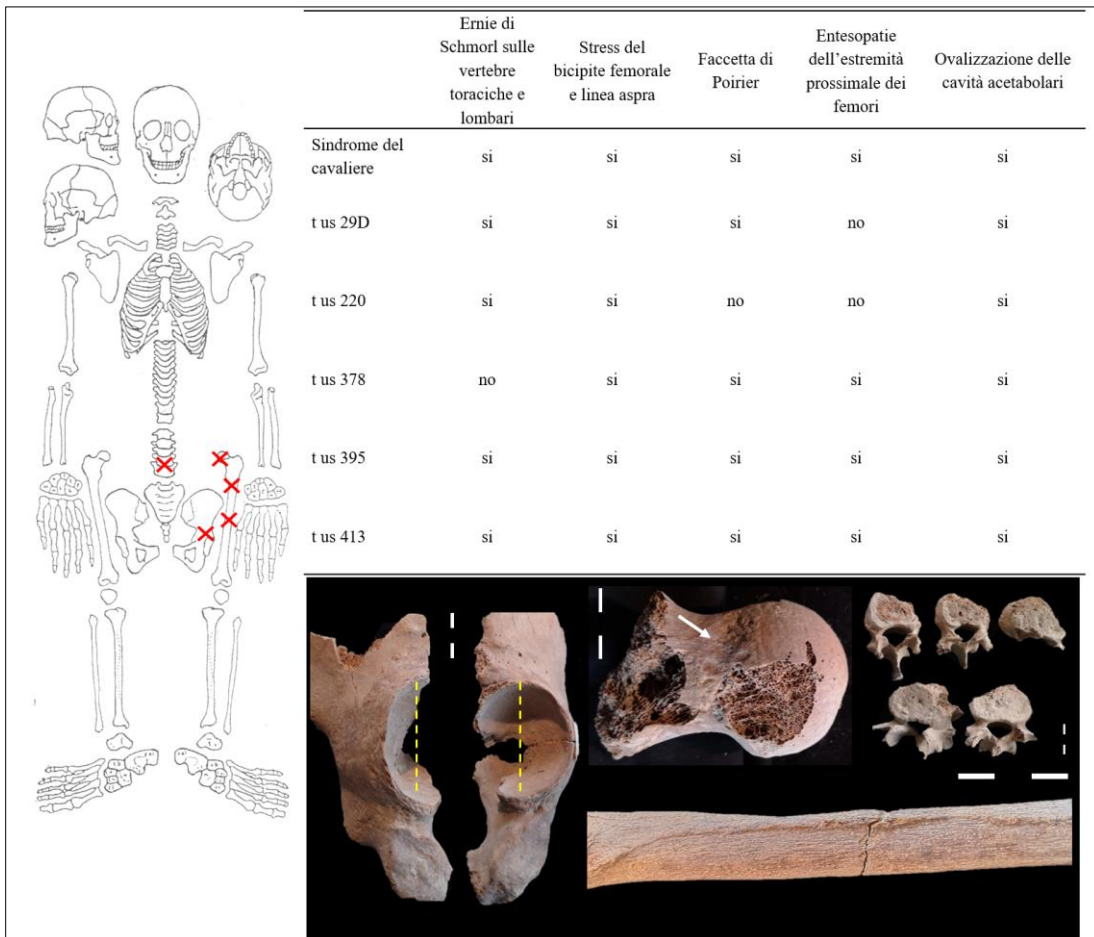 Ernie di
Schmorl sulle
vertebre
toraciche e
lombari
Stress del
bicipite femorale
e linea aspra
Faccetta di
Poirier
Entesopatie
dell’estremità
prossimale dei
femori
Ovalizzazione delle
cavità acetabolari
Sindrome del
cavaliere
si si si si si
t us 29D si si si no si
t us 220 si si no no si
t us 378 no si si si si
t us 395 si si si si si
t us 413 si si si si si